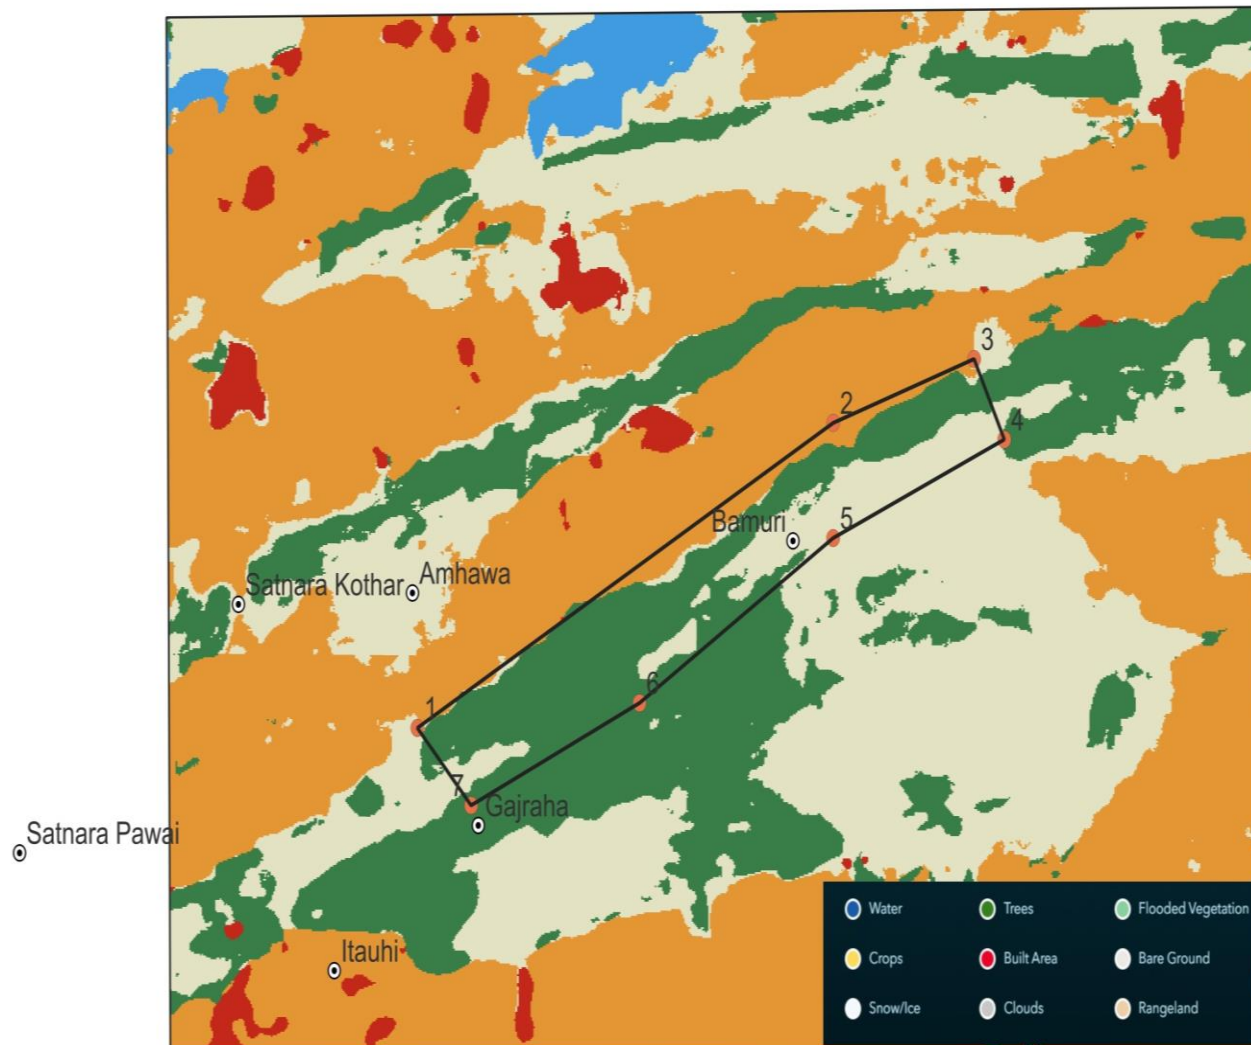 3
2
4
5
Bamuri
Satnara Kothar
Amhawa
6
1
7
Gajraha
Satnara Pawai
Itauhi
Water
Trees
Flooded Vegetation
Crops
Built Area
Bare Ground
Snow/Ice
Clouds
Rangeland